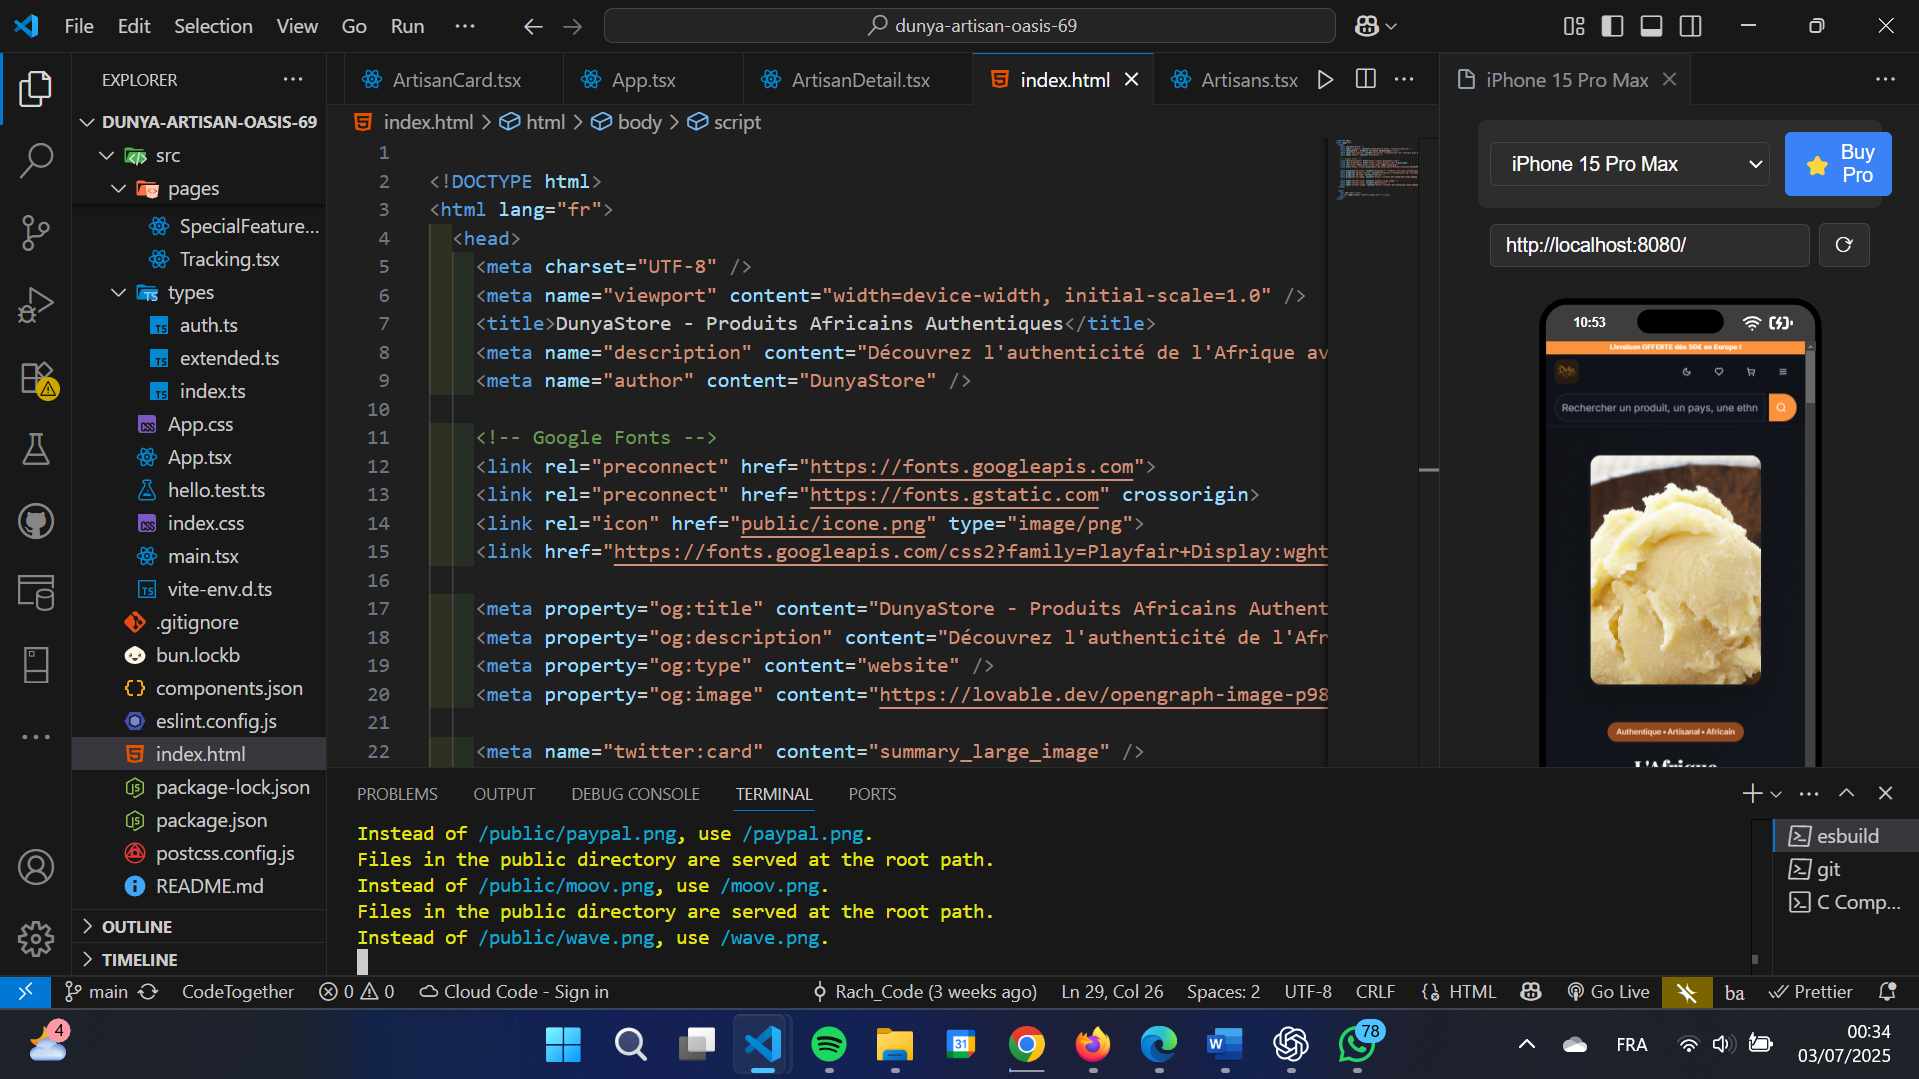 File Edit Selection View Go Run ···
dunya-artisan-oasis-69
EXPLORER
DUNYA-ARTISAN-OASIS-69
src
pages
SpecialFeature...
Tracking.tsx
types
auth.ts
extended.ts
index.ts
App.css
App.tsx
hello.test.ts
index.css
main.tsx
vite-env.d.ts
.gitignore
bun.lockb
components.json
eslint.config.js
index.html
package-lock.json
package.json
postcss.config.js
README.md
OUTLINE
TIMELINE
ArtisanCard.tsx App.tsx ArtisanDetail.tsx index.html Artisans.tsx
index.html > html > body > script
1
2 <!DOCTYPE html>
3 <html lang="fr">
4 <head>
5 <meta charset="UTF-8" />
6 <meta name="viewport" content="width=device-width, initial-scale=1.0" />
7 <title>DunyaStore - Produits Africains Authentiques</title>
8 <meta name="description" content="Découvrez l'authenticité de l'Afrique av
9 <meta name="author" content="DunyaStore" />
10
11 <!-- Google Fonts -->
12 <link rel="preconnect" href="https://fonts.googleapis.com">
13 <link rel="preconnect" href="https://fonts.gstatic.com" crossorigin>
14 <link rel="icon" href="public/icone.png" type="image/png">
15 <link href="https://fonts.googleapis.com/css2?family=Playfair+Display:wght
16
17 <meta property="og:title" content="DunyaStore - Produits Africains Authent
18 <meta property="og:description" content="Découvrez l'authenticité de l'Afr
19 <meta property="og:type" content="website" />
20 <meta property="og:image" content="https://lovable.dev/opengraph-image-p98
21
22 <meta name="twitter:card" content="summary_large_image" />
iPhone 15 Pro Max
iPhone 15 Pro Max
Buy Pro
http://localhost:8080/
10:53
Livraison OFFERTE dès 50€ en Europe !
Rechercher un produit, un pays, une ethn
Authentique • Artisanal • Africain
L'Afrique
PROBLEMS OUTPUT DEBUG CONSOLE TERMINAL PORTS
Instead of /public/paypal.png, use /paypal.png.
Files in the public directory are served at the root path.
Instead of /public/moov.png, use /moov.png.
Files in the public directory are served at the root path.
Instead of /public/wave.png, use /wave.png.
esbuild
git
C Comp...
main CodeTogether 0 0 Cloud Code - Sign in Rach_Code (3 weeks ago) Ln 29, Col 26 Spaces: 2 UTF-8 CRLF HTML Go Live ba Prettier
4
31
78
FRA
00:34
03/07/2025